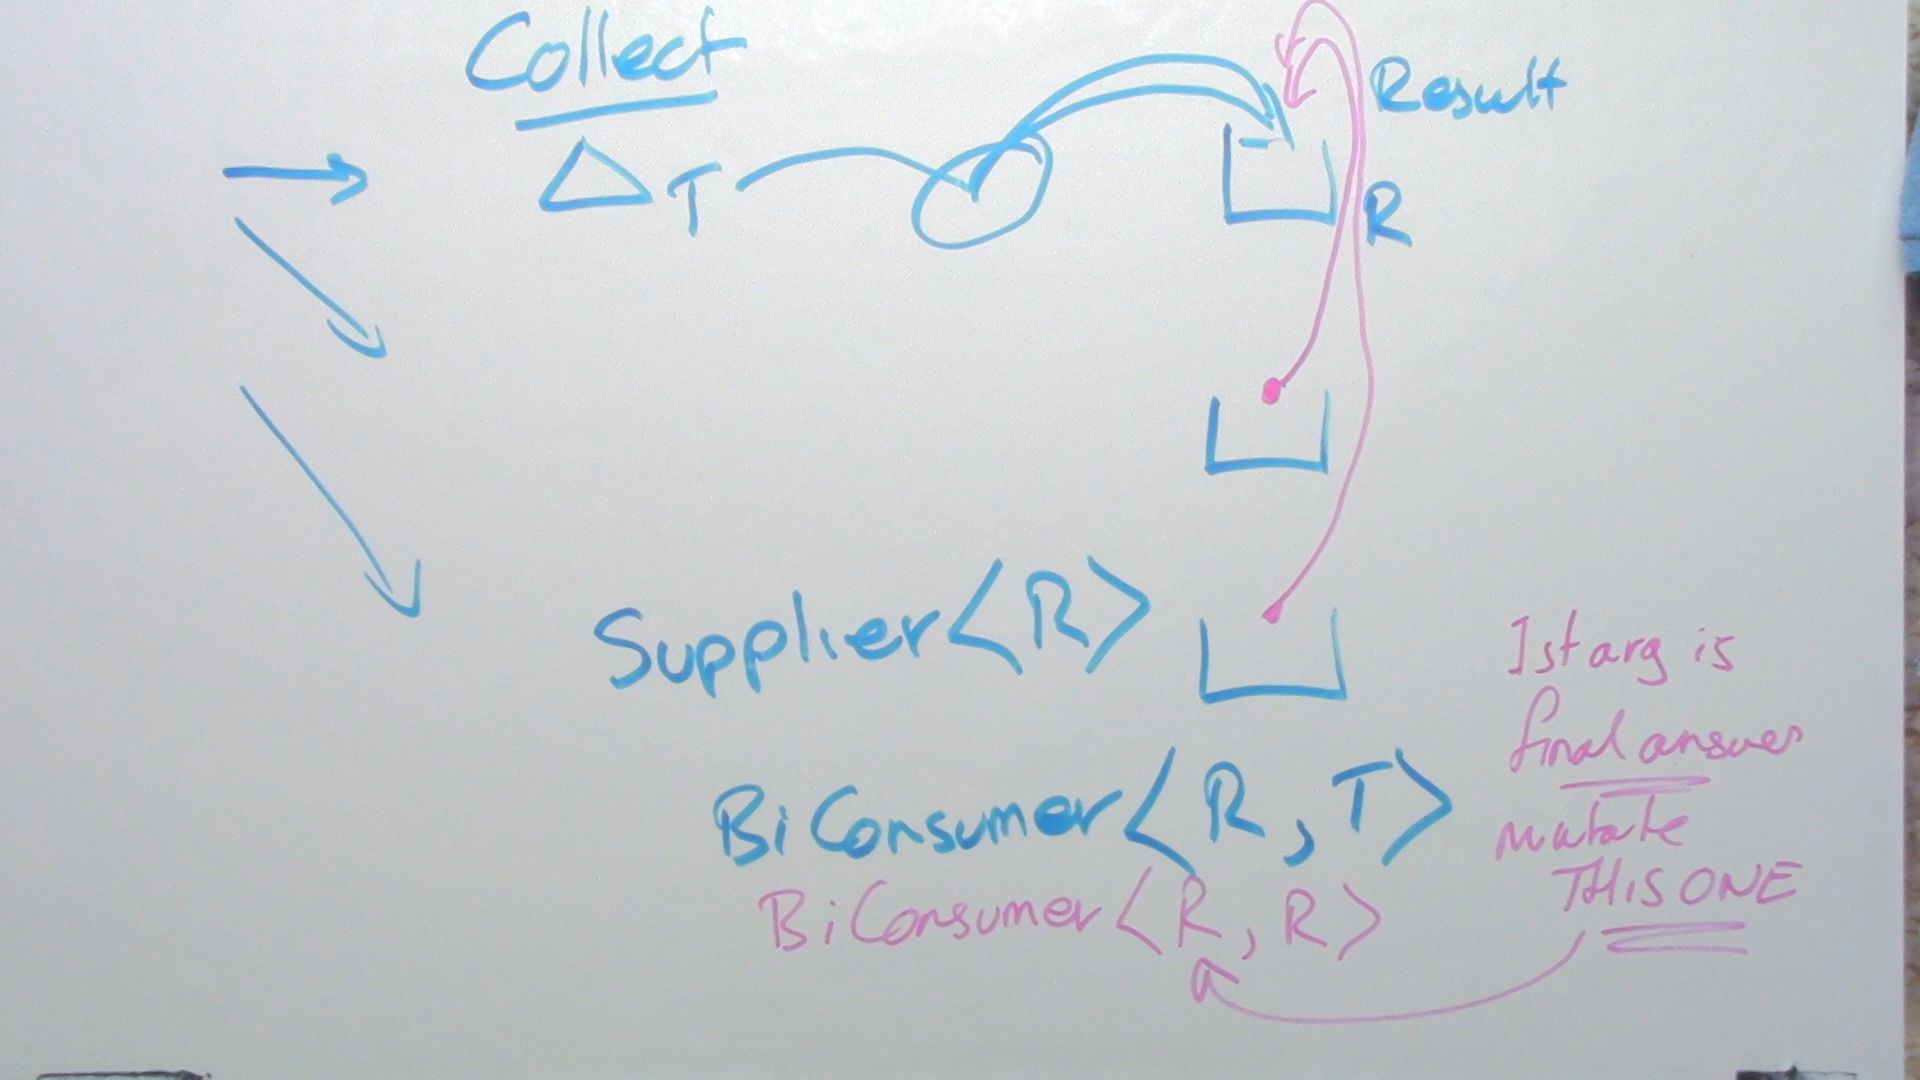 Collect
Result
T
R
Supplier<R>
BiConsumer<R, T>
BiConsumer<R, R>
1st arg is
final answer
mutate
THIS ONE